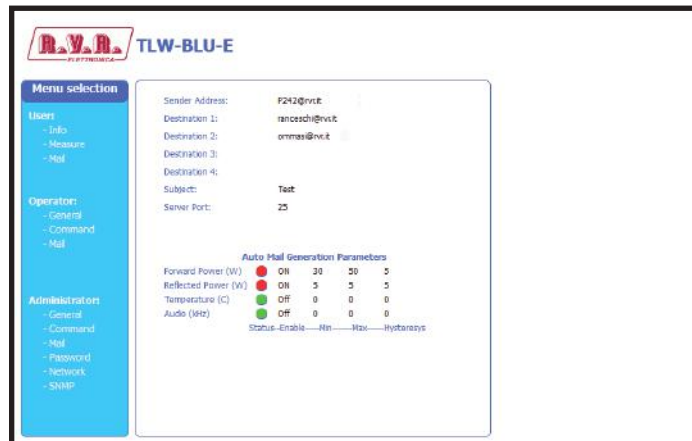 R.V.R.
ELETTRONICA
TLW-BLU-E
Menu selection
User:
- Info
- Measure
- Mail
Operator:
- General
- Command
- Mail
Administrator:
- General
- Command
- Mail
- Password
- Network
- SNMP
Sender Address: P242@rvr.it
Destination 1: ranceschi@rvr.it
Destination 2: ommasi@rvr.it
Destination 3:
Destination 4:
Subject: Test
Server Port: 25
Auto Mail Generation Parameters
Forward Power (W) ON 30 50 5
Reflected Power (W) ON 5 5 5
Temperature (C) Off 0 0 0
Audio (kHz) Off 0 0 0
Status--Enable----Min------Max-----Hysteresys